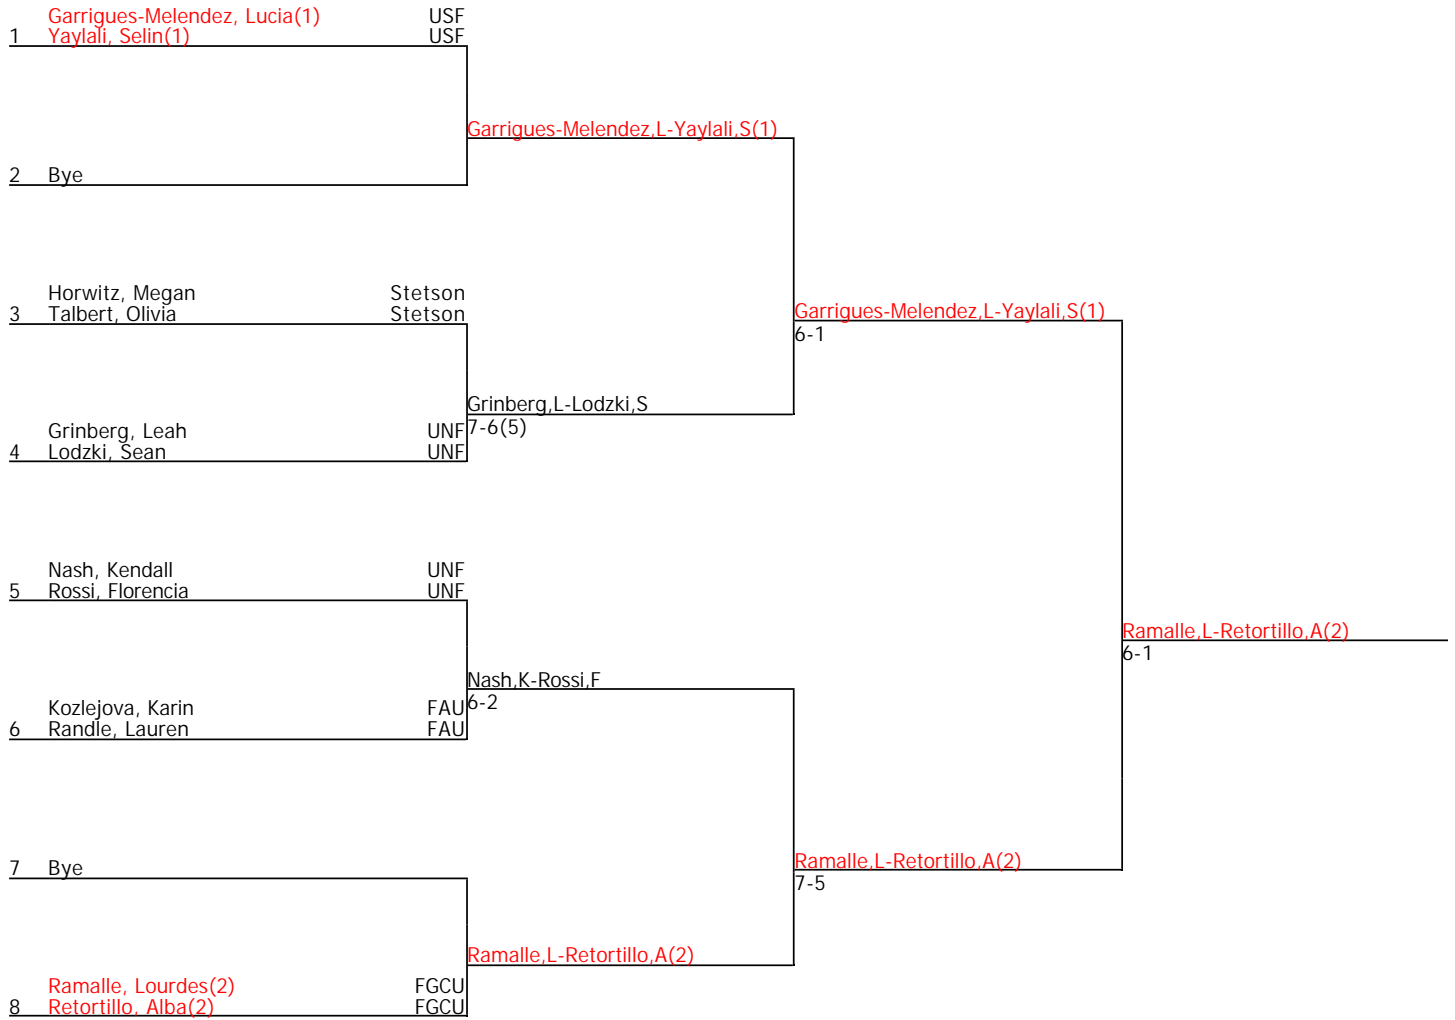 Garrigues-Melendez, Lucia(1) USF
1 Yaylali, Selin(1) USF
Garrigues-Melendez,L-Yaylali,S(1)
2 Bye
Horwitz, Megan Stetson
3 Talbert, Olivia Stetson
Garrigues-Melendez,L-Yaylali,S(1)
6-1
Grinberg,L-Lodzki,S
7-6(5)
Grinberg, Leah UNF
4 Lodzki, Sean UNF
Nash, Kendall UNF
5 Rossi, Florencia UNF
Ramalle,L-Retortillo,A(2)
6-1
Nash,K-Rossi,F
6-2
Kozlejova, Karin FAU
6 Randle, Lauren FAU
7 Bye
Ramalle,L-Retortillo,A(2)
7-5
Ramalle,L-Retortillo,A(2)
Ramalle, Lourdes(2) FGCU
8 Retortillo, Alba(2) FGCU